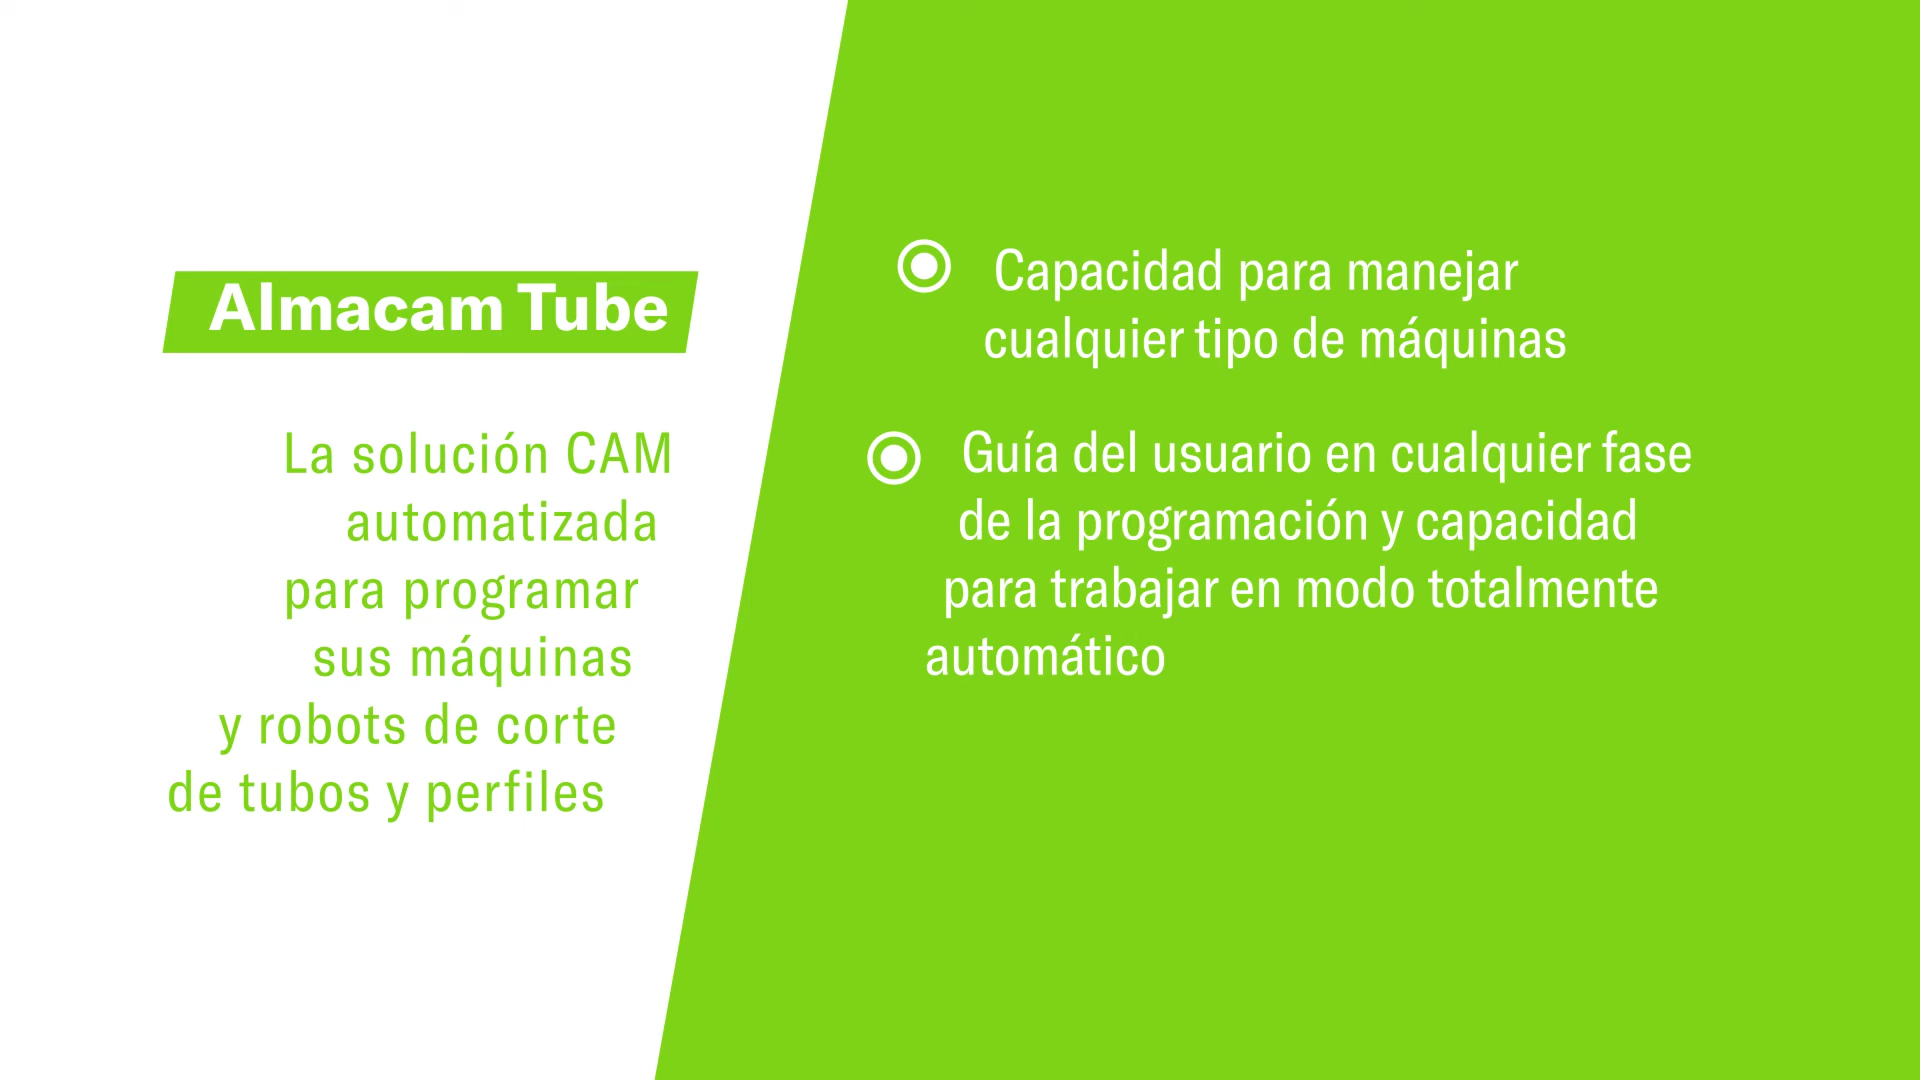 Almacam Tube
La solución CAM
automatizada
para programar
sus máquinas
y robots de corte
de tubos y perfiles
Capacidad para manejar
cualquier tipo de máquinas
Guía del usuario en cualquier fase
de la programación y capacidad
para trabajar en modo totalmente
automático